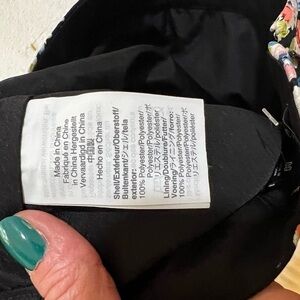 Made in China
Fabriqué en Chine
in China Hergestellt
Vervaardigd in China
中国製
Hecho en China
Shell/Extérieur/Oberstoff/
Buitenkant/シェル/tela
exterior:
100% Polyester/Polyester/
Polyester/Polyester/ポ
リエステル/poliéster
Lining/Doublure/Futter/
Voering/ライニング/forro:
100% Polyester/Polyester/
Polyester/Polyester/ポ
リエステル/poliéster